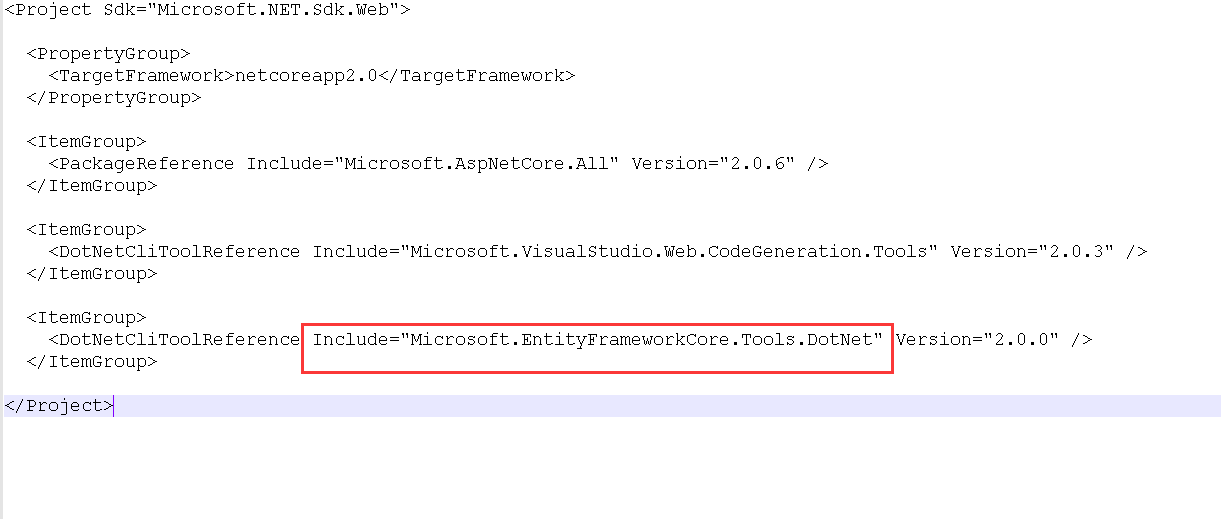 <Project Sdk="Microsoft.NET.Sdk.Web">
<PropertyGroup>
<TargetFramework>netcoreapp2.0</TargetFramework>
</PropertyGroup>
<ItemGroup>
<PackageReference Include="Microsoft.AspNetCore.All" Version="2.0.6" />
</ItemGroup>
<ItemGroup>
<DotNetCliToolReference Include="Microsoft.VisualStudio.Web.CodeGeneration.Tools" Version="2.0.3" />
</ItemGroup>
<ItemGroup>
<DotNetCliToolReference Include="Microsoft.EntityFrameworkCore.Tools.DotNet" Version="2.0.0" />
</ItemGroup>
</Project>